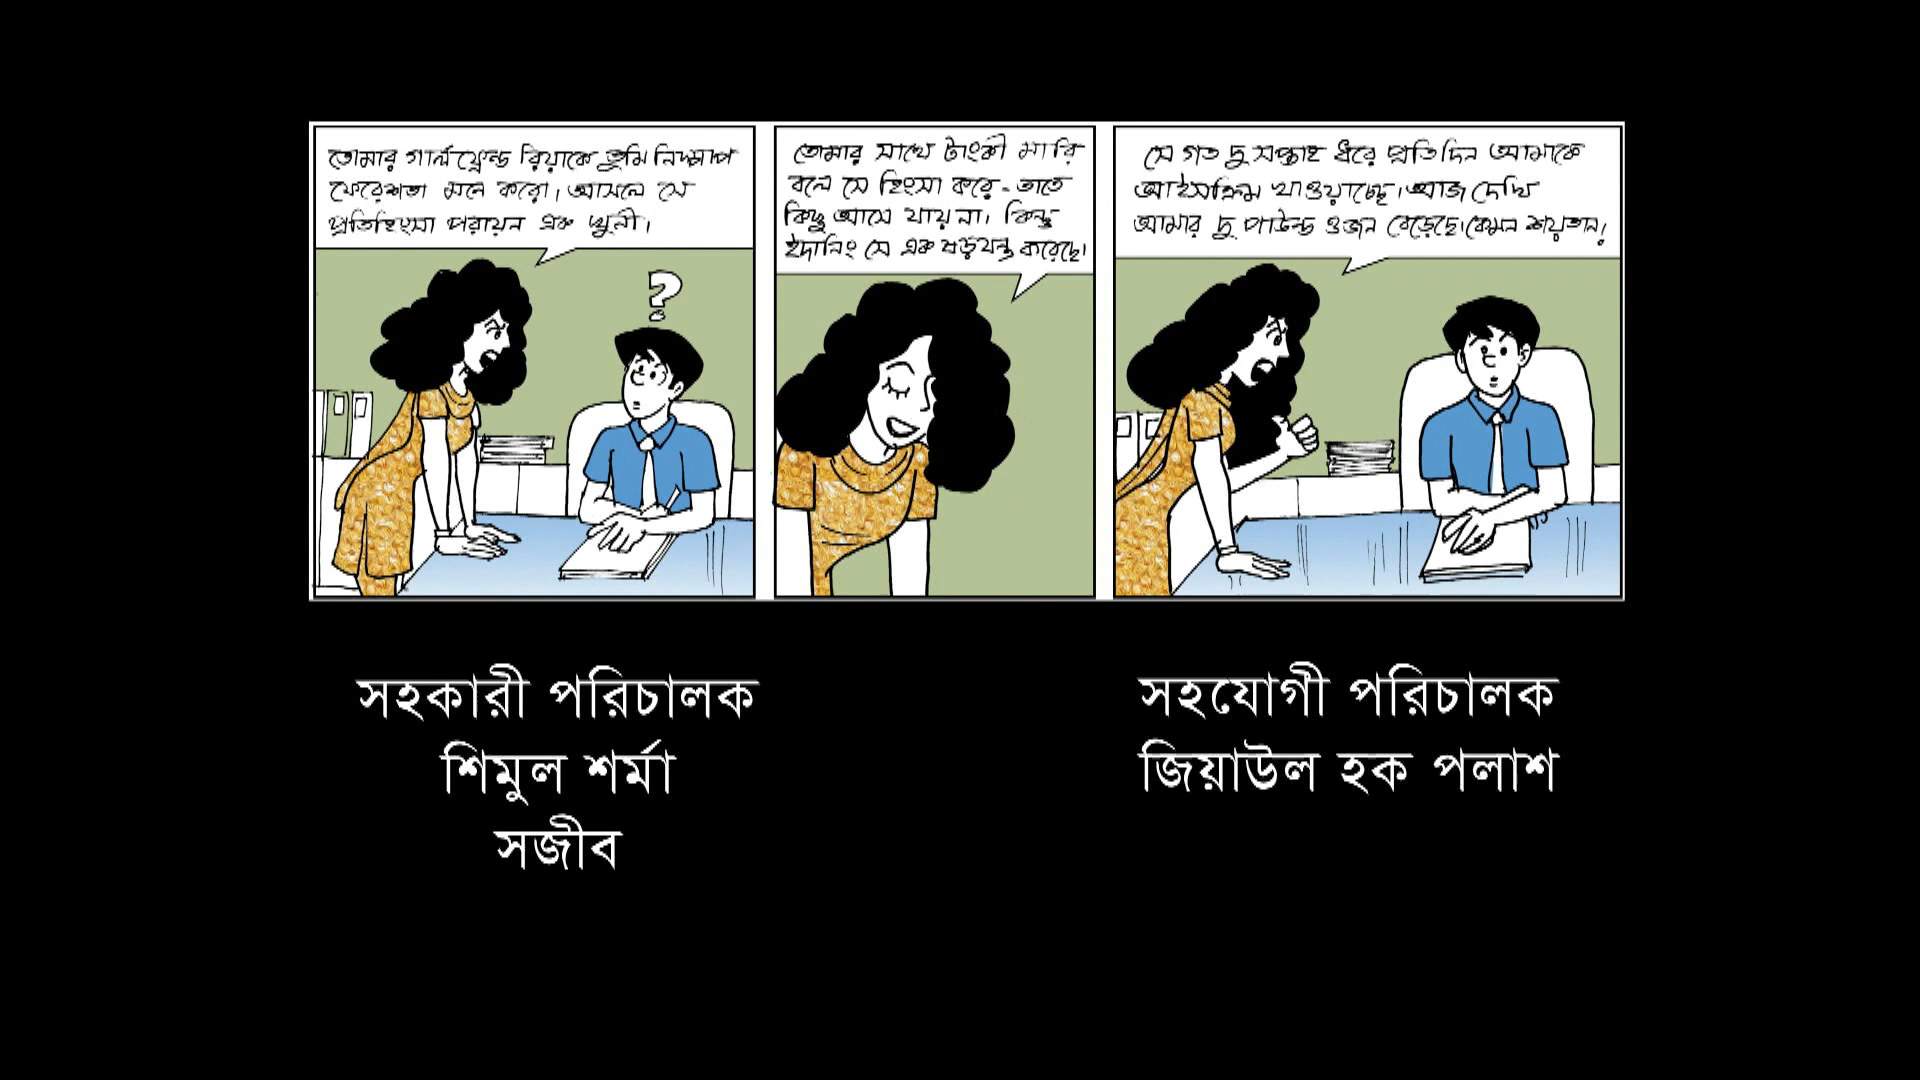 তোমার গার্লফ্রেন্ড রিয়াকে তুমি নিষ্পাপ
ফেরেশতা মনে করো। আসলে সে
প্রতিহিংসা পরায়ন এক খুনী।
?
তোমার সাথে টাংকী মারি
বলে সে হিংসা করে - তাতে
কিছু আসে যায় না। কিন্তু
ইদানিং সে এক ষড়যন্ত্র করেছে।
সে গত দু সপ্তাহ ধরে প্রতিদিন আমাকে
আইসক্রিম খাওয়াচ্ছে। আজ দেখি
আমার দু পাউন্ড ওজন বেড়েছে। কেমন শয়তান!
সহকারী পরিচালক
শিমুল শর্মা
সজীব
সহযোগী পরিচালক
জিয়াউল হক পলাশ